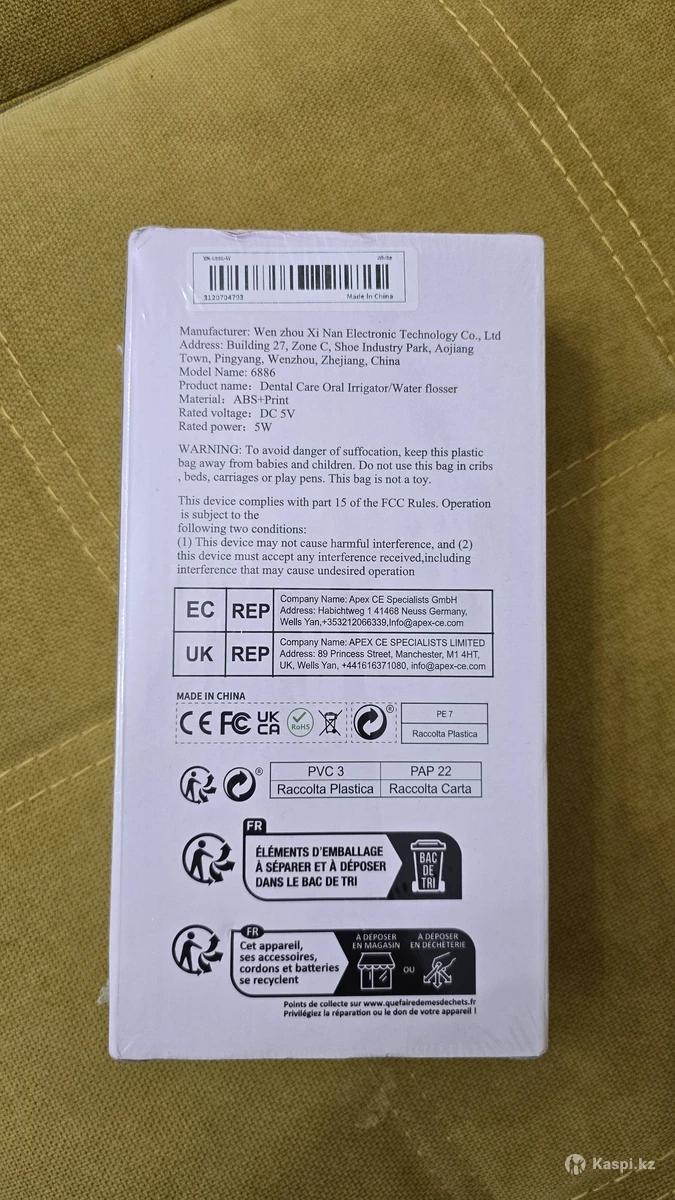 White
3120704793
Made in China
Manufacturer: Wen zhou Xi Nan Electronic Technology Co., Ltd
Address: Building 27, Zone C, Shoe Industry Park, Aojiang
Town, Pingyang, Wenzhou, Zhejiang, China
Model Name: 6886
Product name： Dental Care Oral Irrigator/Water flosser
Material： ABS+Print
Rated voltage： DC 5V
Rated power： 5W
WARNING: To avoid danger of suffocation, keep this plastic
bag away from babies and children. Do not use this bag in cribs
, beds, carriages or play pens. This bag is not a toy.
This device complies with part 15 of the FCC Rules. Operation
is subject to the
following two conditions:
(1) This device may not cause harmful interference, and (2)
this device must accept any interference received,including
interference that may cause undesired operation
EC REP
Company Name: Apex CE Specialists GmbH
Address: Habichtweg 1 41468 Neuss Germany,
Wells Yan,+353212066339,Info@apex-ce.com
UK REP
Company Name: APEX CE SPECIALISTS LIMITED
Address: 89 Princess Street, Manchester, M1 4HT,
UK, Wells Yan, +441616371080, info@apex-ce.com
MADE IN CHINA
CE FC UK CA RoHS ®
PE 7
Raccolta Plastica
®
PVC 3 PAP 22
Raccolta Plastica Raccolta Carta
FR
ÉLÉMENTS D'EMBALLAGE
À SÉPARER ET À DÉPOSER
DANS LE BAC DE TRI
BAC
DE
TRI
FR
Cet appareil,
ses accessoires,
cordons et batteries
se recyclent
À DÉPOSER
EN MAGASIN
OU
À DÉPOSER
EN DÉCHÈTERIE
Points de collecte sur www.quefairedemesdechets.fr
Privilégiez la réparation ou le don de votre appareil !
Kaspi.kz